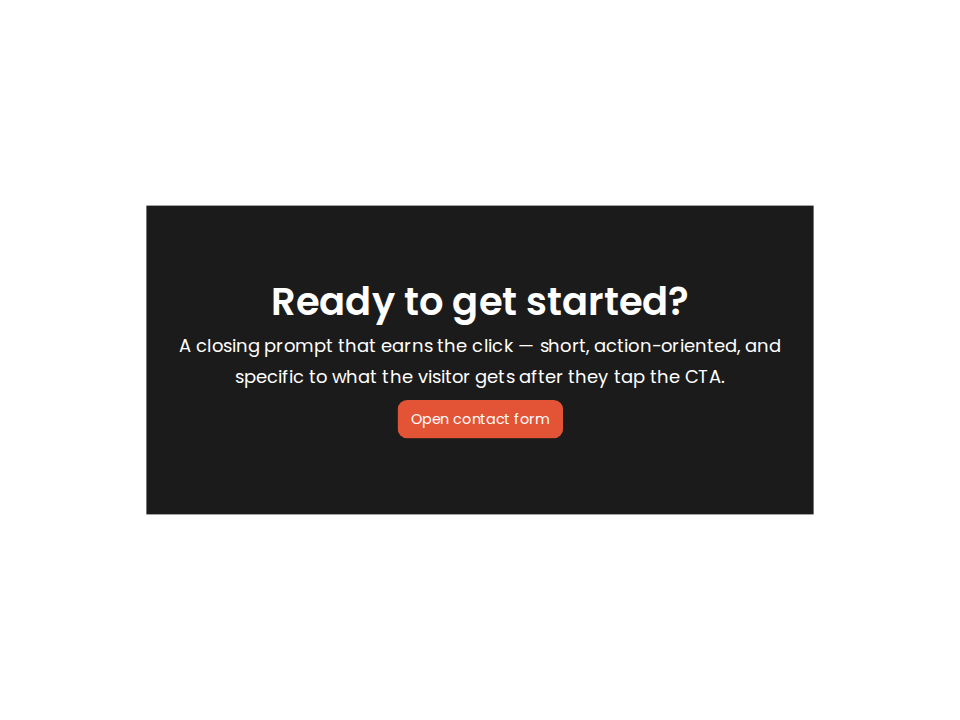 Ready to get started?
A closing prompt that earns the click — short, action-oriented, and
specific to what the visitor gets after they tap the CTA.
Open contact form